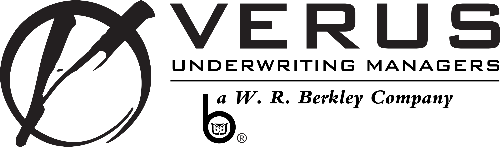 VERUS
UNDERWRITING MANAGERS
a W. R. Berkley Company
b
®